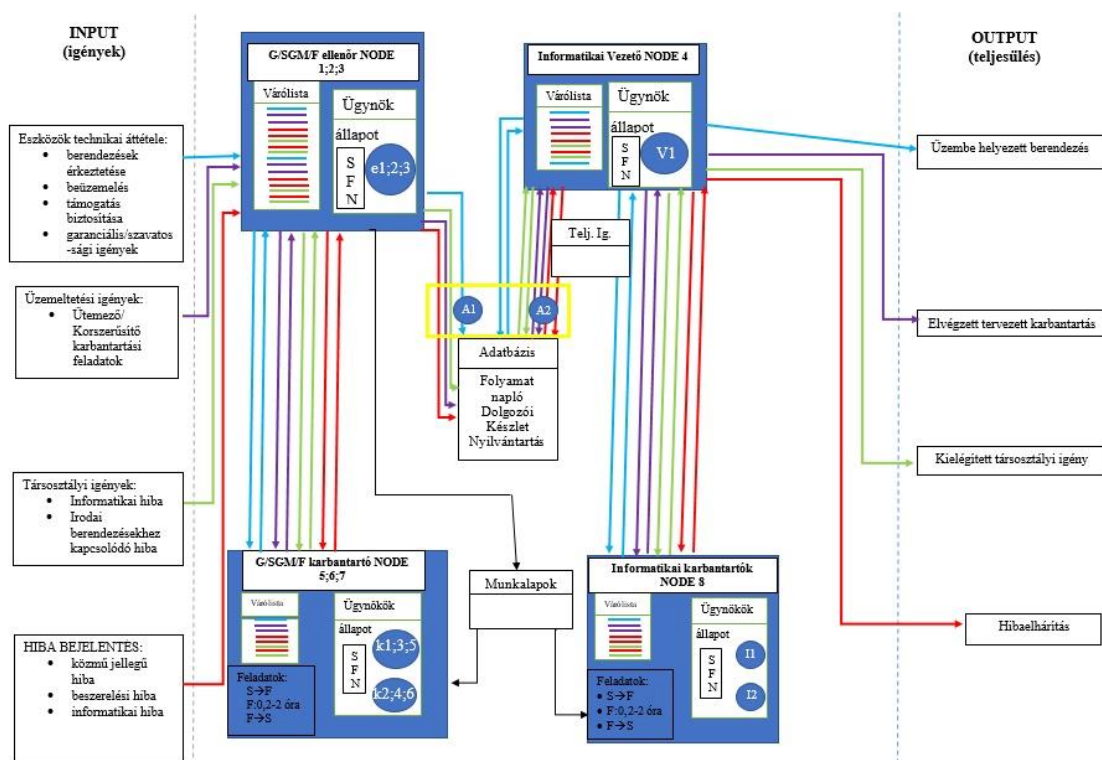 INPUT
(igények)
Eszközök technikai áttétele:
• berendezések
érkeztetése
• beüzemelés
• támogatás
biztosítása
• garanciális/szavatos
-sági igények
Üzemeltetési igények:
• Ütemező/
Korszerűsítő
karbantartási
feladatok
Társosztályi igények:
• Informatikai hiba
• Irodai
berendezésekhez
kapcsolódó hiba
HIBA BEJELENTÉS:
• közmű jellegű
hiba
• beszerelési hiba
• informatikai hiba
G/SGM/F ellenőr NODE
1;2;3
Várólista
Ügynök
állapot
S
F
N
e1;2;3
Informatikai Vezető NODE 4
Várólista
Ügynök
állapot
S
F
N
V1
Telj. Ig.
A1
A2
Adatbázis
Folyamat
napló
Dolgozói
Készlet
Nyilvántartás
G/SGM/F karbantartó NODE
5;6;7
Várólista
Ügynökök
állapot
S
F
N
k1;3;5
k2;4;6
Feladatok:
S→F
F:0,2-2 óra
F→S
Munkalapok
Informatikai karbantartók
NODE 8
Várólista
Ügynökök
állapot
S
F
N
I1
I2
Feladatok:
• S→F
• F:0,2-2 óra
• F→S
OUTPUT
(teljesülés)
Üzembe helyezett berendezés
Elvégzett tervezett karbantartás
Kielégített társosztályi igény
Hibaelhárítás